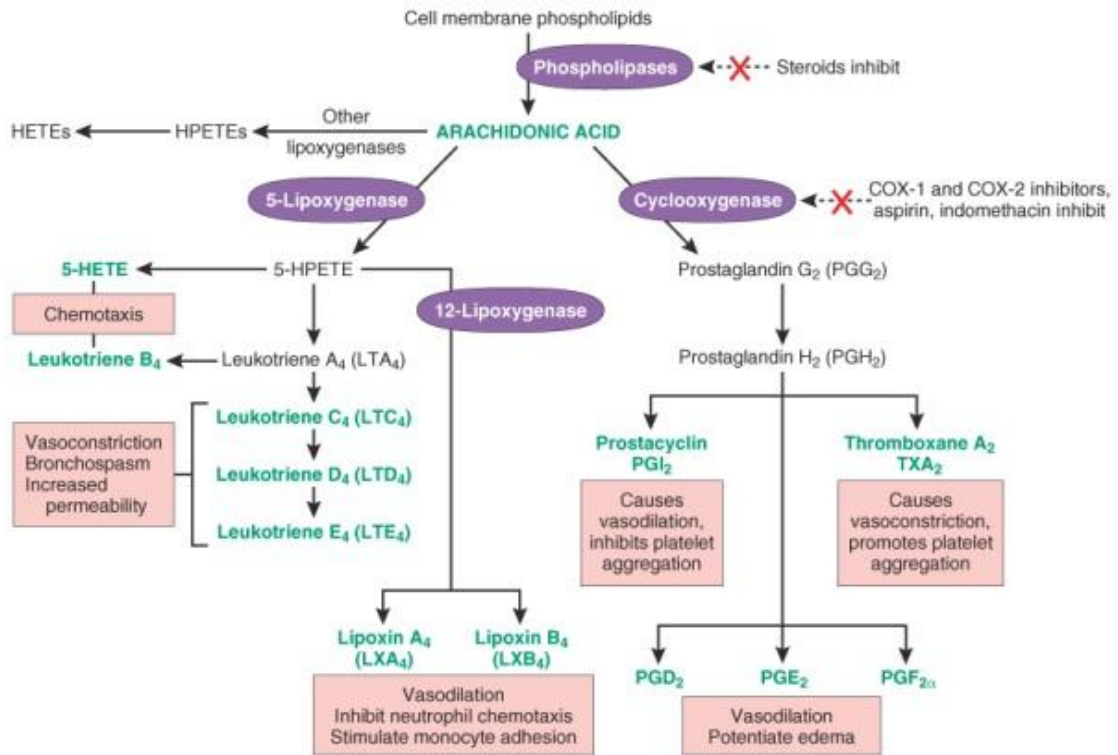 Cell membrane phospholipids
Phospholipases
Steroids inhibit
HETEs
HPETEs
Other
lipoxygenases
ARACHIDONIC ACID
5-Lipoxygenase
Cyclooxygenase
COX-1 and COX-2 inhibitors,
aspirin, indomethacin inhibit
5-HETE
5-HPETE
Prostaglandin G₂ (PGG₂)
Chemotaxis
12-Lipoxygenase
Leukotriene B₄
Leukotriene A₄ (LTA₄)
Prostaglandin H₂ (PGH₂)
Leukotriene C₄ (LTC₄)
Vasoconstriction
Bronchospasm
Increased
permeability
Leukotriene D₄ (LTD₄)
Leukotriene E₄ (LTE₄)
Prostacyclin
PGI₂
Causes
vasodilation,
inhibits platelet
aggregation
Thromboxane A₂
TXA₂
Causes
vasoconstriction,
promotes platelet
aggregation
Lipoxin A₄
(LXA₄)
Lipoxin B₄
(LXB₄)
Vasodilation
Inhibit neutrophil chemotaxis
Stimulate monocyte adhesion
PGD₂
PGE₂
PGF₂α
Vasodilation
Potentiate edema